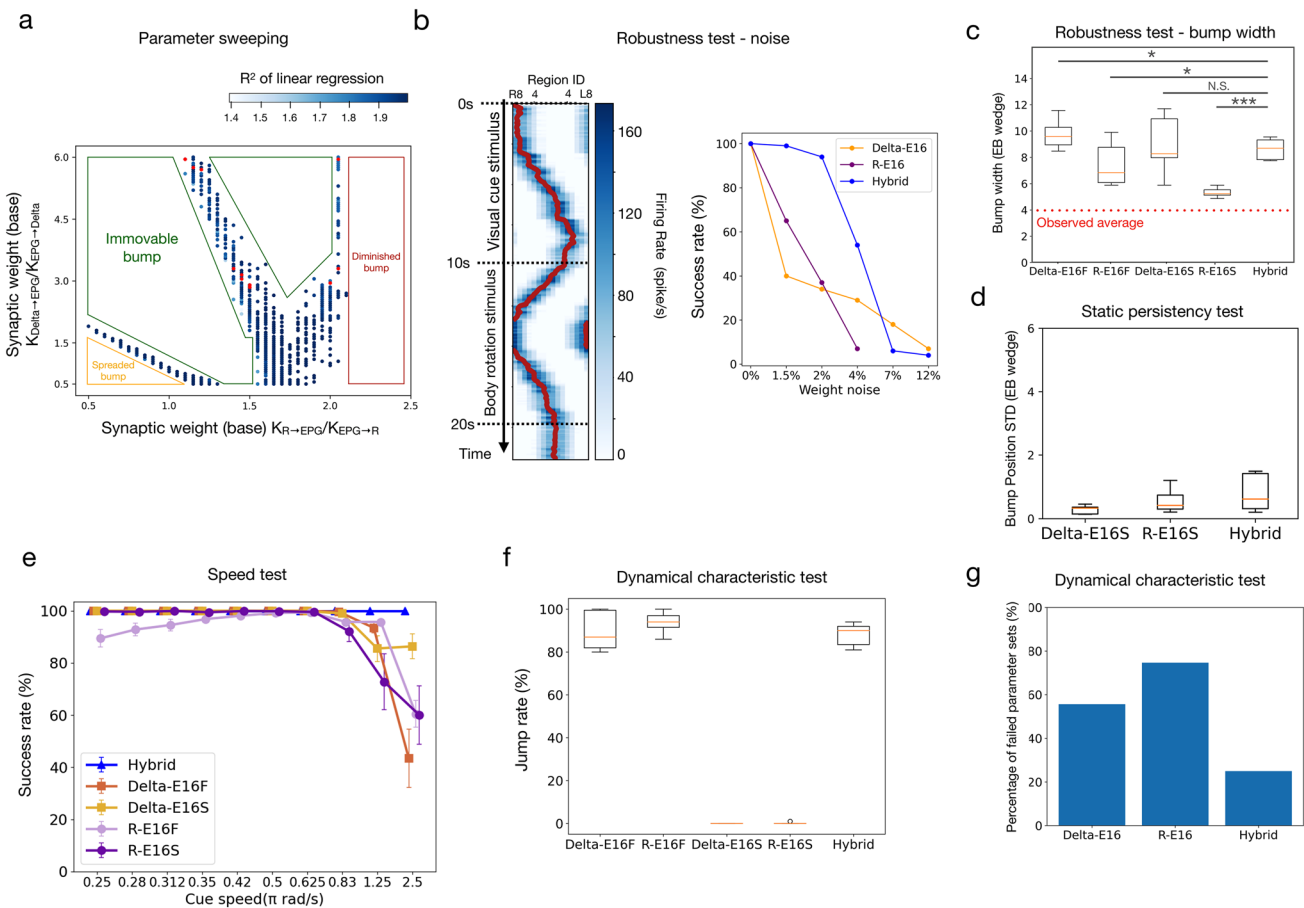 a
Parameter sweeping
R² of linear regression
1.4 1.6 1.7 1.8 1.9
1.4 1.5 1.6 1.7 1.8 1.9
Synaptic weight (base)
K_Delta→EPG/K_EPG→Delta
6.0
4.5
3.0
1.5
0.5
Immovable
bump
Spreaded
bump
Diminished
bump
0.5 1.0 1.5 2.0 2.5
Synaptic weight (base) K_R→EPG/K_EPG→R
b
Robustness test - noise
Region ID
R8 4 4 L8
0s
10s
20s
Time
Visual cue stimulus
Body rotation stimulus
160
120
80
40
0
Firing Rate (spike/s)
Success rate (%)
100
80
60
40
20
0
Delta-E16
R-E16
Hybrid
0% 1.5% 2% 4% 7% 12%
Weight noise
c
Robustness test - bump width
Bump width (EB wedge)
14
12
10
8
6
4
2
0
*
*
N.S.
***
Observed average
Delta-E16F R-E16F Delta-E16S R-E16S Hybrid
d
Static persistency test
Bump Position STD (EB wedge)
6
4
2
0
Delta-E16S R-E16S Hybrid
e
Speed test
Success rate (%)
100
80
60
40
20
0
Hybrid
Delta-E16F
Delta-E16S
R-E16F
R-E16S
0.25 0.28 0.312 0.35 0.42 0.5 0.625 0.83 1.25 2.5
Cue speed(π rad/s)
f
Dynamical characteristic test
Jump rate (%)
100
80
60
40
20
0
Delta-E16F R-E16F Delta-E16S R-E16S Hybrid
g
Dynamical characteristic test
Percentage of failed parameter sets (%)
100
80
60
40
20
0
Delta-E16 R-E16 Hybrid